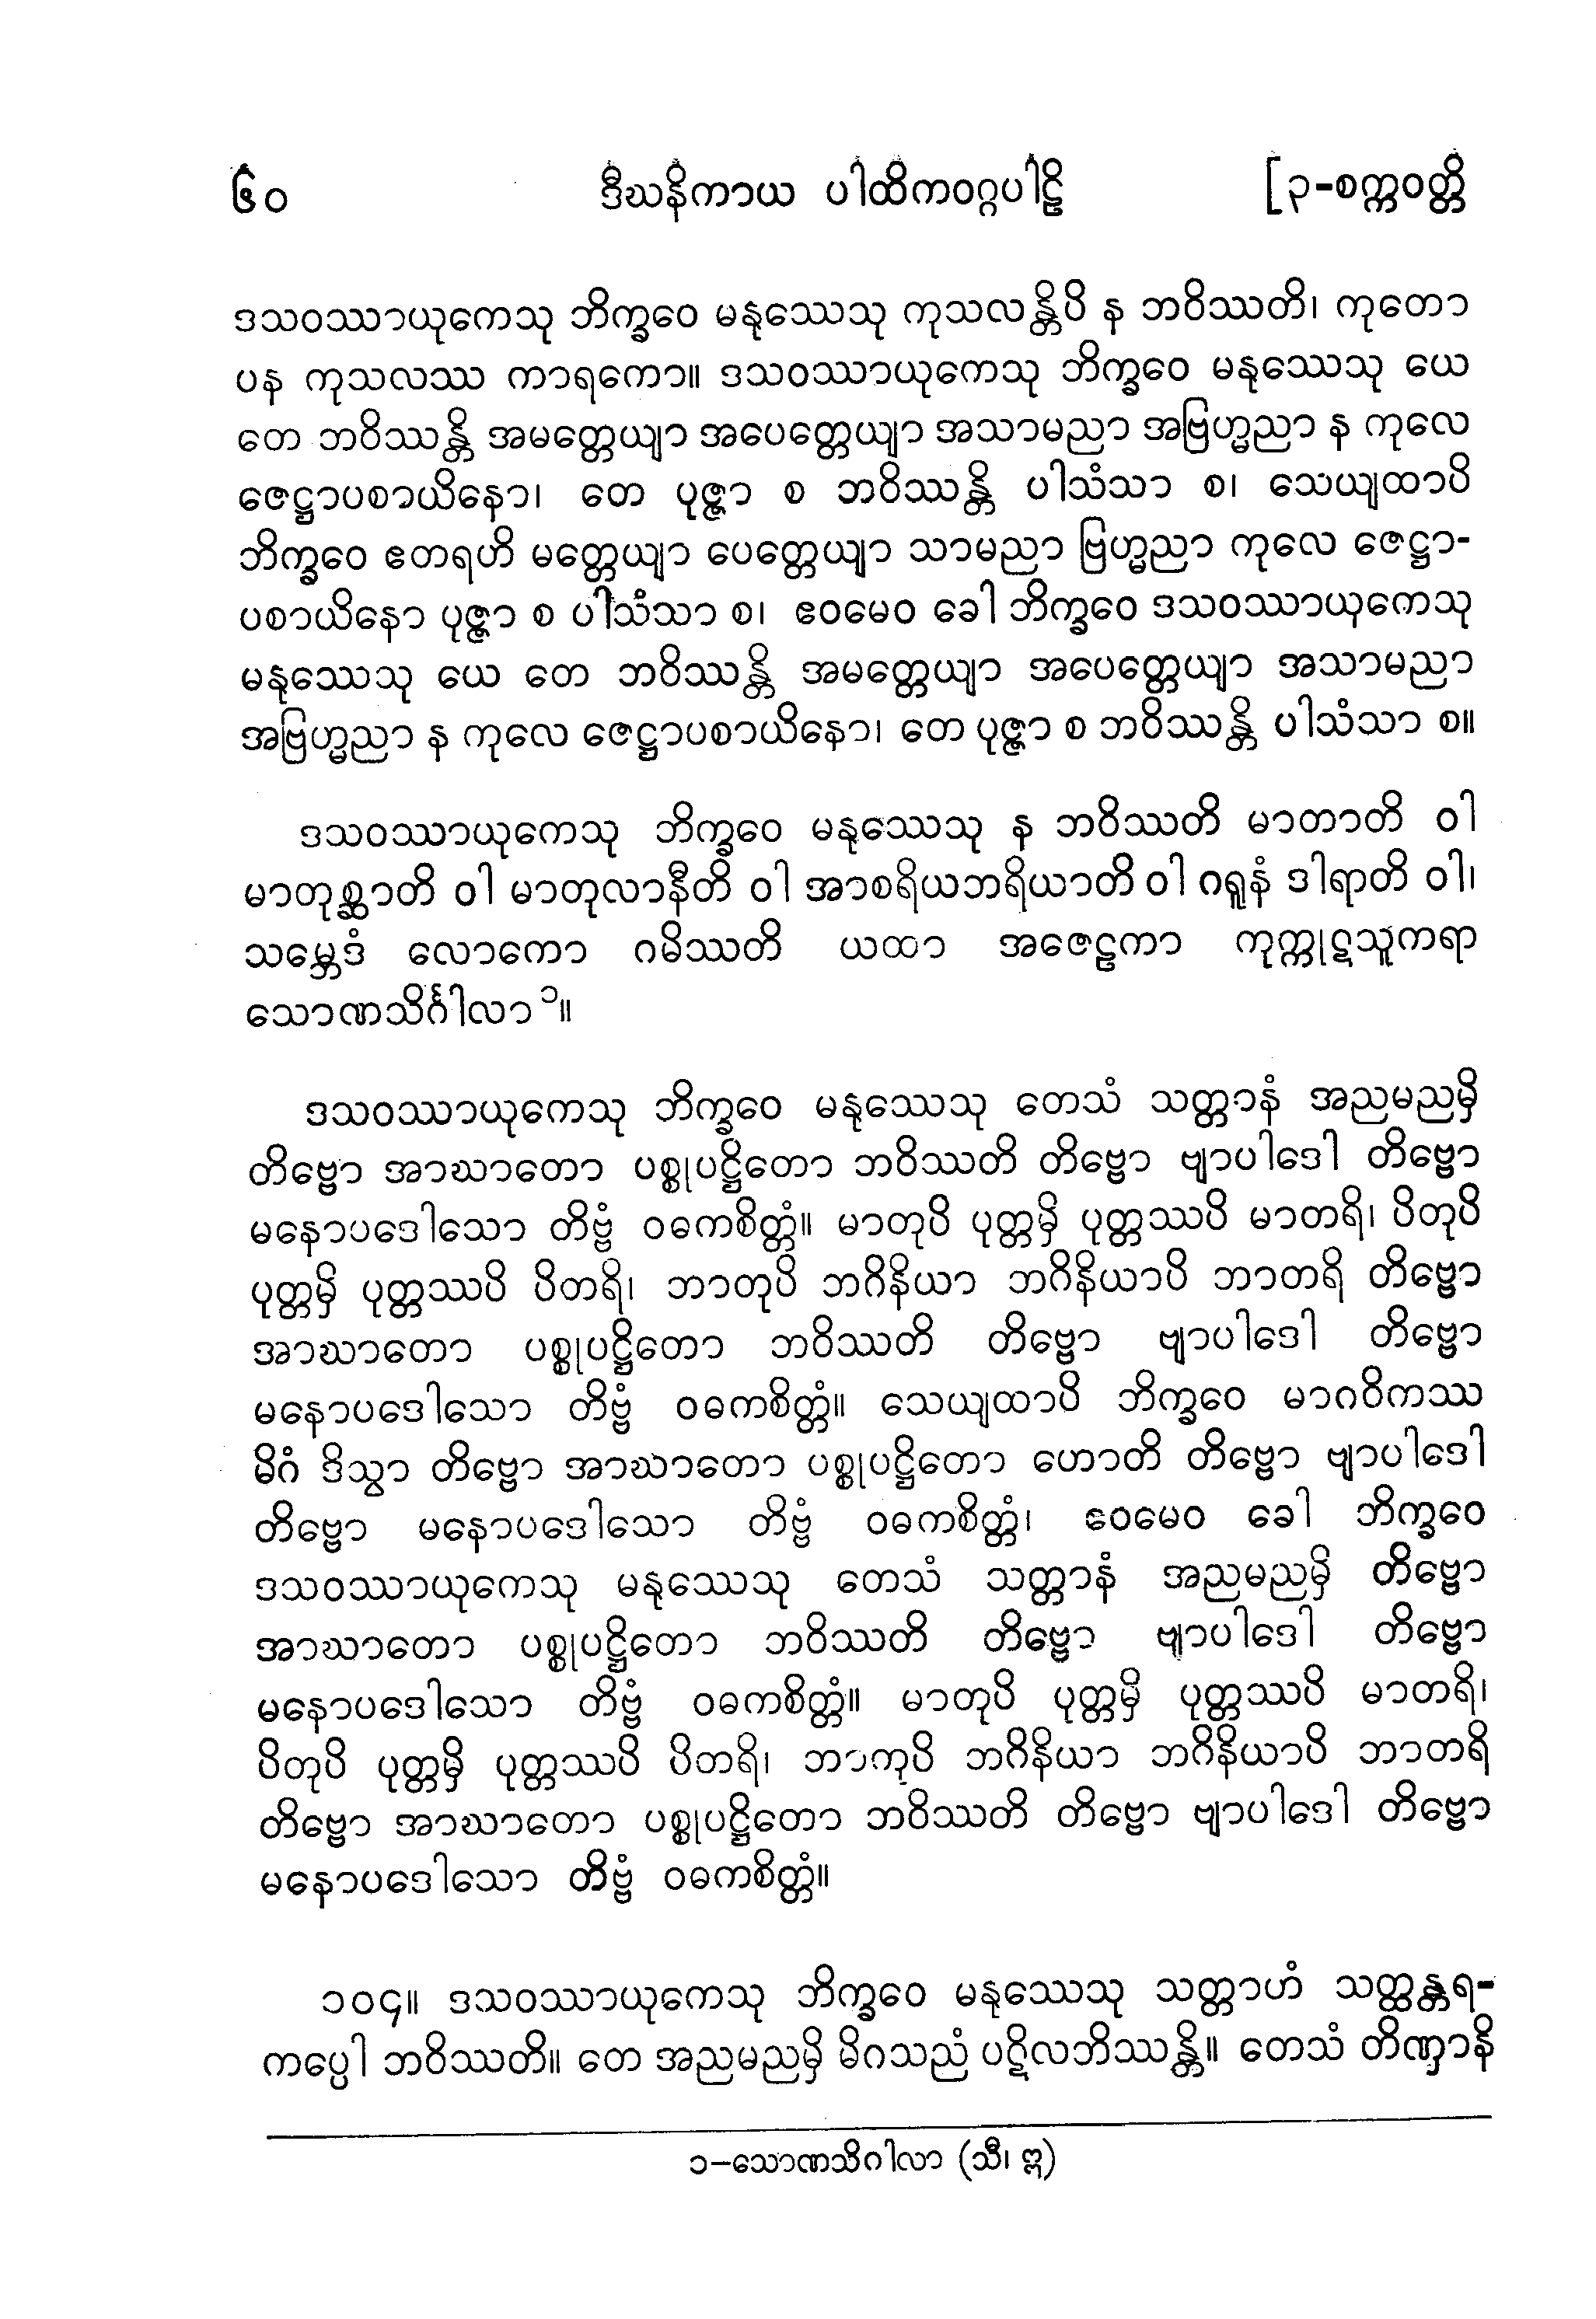 ၆၀ ဒီဃနိကာယ ပါထိကဝဂ္ဂပါဠိ [၃-စက္ကဝတ္တိ
ဒသဝဿာယုကေသု ဘိက္ခဝေ မနုဿေသု ကုသလန္တိပိ န ဘဝိဿတိ၊ ကုတော
ပန ကုသလဿ ကာရကော။ ဒသဝဿာယုကေသု ဘိက္ခဝေ မနုဿေသု ယေ
တေ ဘဝိဿန္တိ အမတ္တေယျာ အပေတ္တေယျာ အသာမညာ အဗြဟ္မညာ န ကုလေ
ဇေဋ္ဌာပစာယိနော၊ တေ ပုဇ္ဇာ စ ဘဝိဿန္တိ ပါသံသာ စ၊ သေယျထာပိ
ဘိက္ခဝေ ဧတရဟိ မတ္တေယျာ ပေတ္တေယျာ သာမညာ ဗြဟ္မညာ ကုလေ ဇေဋ္ဌာ-
ပစာယိနော ပုဇ္ဇာ စ ပါသံသာ စ၊ ဧဝမေဝ ခေါ ဘိက္ခဝေ ဒသဝဿာယုကေသု
မနုဿေသု ယေ တေ ဘဝိဿန္တိ အမတ္တေယျာ အပေတ္တေယျာ အသာမညာ
အဗြဟ္မညာ န ကုလေ ဇေဋ္ဌာပစာယိနော၊ တေ ပုဇ္ဇာ စ ဘဝိဿန္တိ ပါသံသာ စ။
ဒသဝဿာယုကေသု ဘိက္ခဝေ မနုဿေသု န ဘဝိဿတိ မာတာတိ ဝါ
မာတုစ္ဆာတိ ဝါ မာတုလာနီတိ ဝါ အာစရိယဘရိယာတိ ဝါ ဂရူနံ ဒါရာတိ ဝါ၊
သမ္ဘေဒံ လောကော ဂမိဿတိ ယထာ အဇေဠကာ ကုက္ကုဋသူကရာ
သောဏသိင်္ဂါလာ ၁။
ဒသဝဿာယုကေသု ဘိက္ခဝေ မနုဿေသု တေသံ သတ္တာနံ အညမညမှိ
တိဗ္ဗော အာဃာတော ပစ္စုပဋ္ဌိတော ဘဝိဿတိ တိဗ္ဗော ဗျာပါဒေါ တိဗ္ဗော
မနောပဒေါသော တိဗ္ဗံ ဝဓကစိတ္တံ။ မာတုပိ ပုတ္တမှိ ပုတ္တဿပိ မာတရိ၊ ပိတုပိ
ပုတ္တမှိ ပုတ္တဿပိ ပိတရိ၊ ဘာတုပိ ဘဂိနိယာ ဘဂိနိယာပိ ဘာတရိ တိဗ္ဗော
အာဃာတော ပစ္စုပဋ္ဌိတော ဘဝိဿတိ တိဗ္ဗော ဗျာပါဒေါ တိဗ္ဗော
မနောပဒေါသော တိဗ္ဗံ ဝဓကစိတ္တံ။ သေယျထာပိ ဘိက္ခဝေ မာဂဝိကဿ
မိဂံ ဒိသွာ တိဗ္ဗော အာဃာတော ပစ္စုပဋ္ဌိတော ဟောတိ တိဗ္ဗော ဗျာပါဒေါ
တိဗ္ဗော မနောပဒေါသော တိဗ္ဗံ ဝဓကစိတ္တံ၊ ဧဝမေဝ ခေါ ဘိက္ခဝေ
ဒသဝဿာယုကေသု မနုဿေသု တေသံ သတ္တာနံ အညမညမှိ တိဗ္ဗော
အာဃာတော ပစ္စုပဋ္ဌိတော ဘဝိဿတိ တိဗ္ဗော ဗျာပါဒေါ တိဗ္ဗော
မနောပဒေါသော တိဗ္ဗံ ဝဓကစိတ္တံ။ မာတုပိ ပုတ္တမှိ ပုတ္တဿပိ မာတရိ၊
ပိတုပိ ပုတ္တမှိ ပုတ္တဿပိ ပိတရိ၊ ဘာတုပိ ဘဂိနိယာ ဘဂိနိယာပိ ဘာတရိ
တိဗ္ဗော အာဃာတော ပစ္စုပဋ္ဌိတော ဘဝိဿတိ တိဗ္ဗော ဗျာပါဒေါ တိဗ္ဗော
မနောပဒေါသော တိဗ္ဗံ ဝဓကစိတ္တံ။
၁၀၄။ ဒသဝဿာယုကေသု ဘိက္ခဝေ မနုဿေသု သတ္တာဟံ သတ္ထန္တရ-
ကပ္ပေါ ဘဝိဿတိ။ တေ အညမညမှိ မိဂသညံ ပဋိလဘိဿန္တိ။ တေသံ တိဏှာနိ
၁-သောဏသိဂါလာ (သီ၊ ဣ)